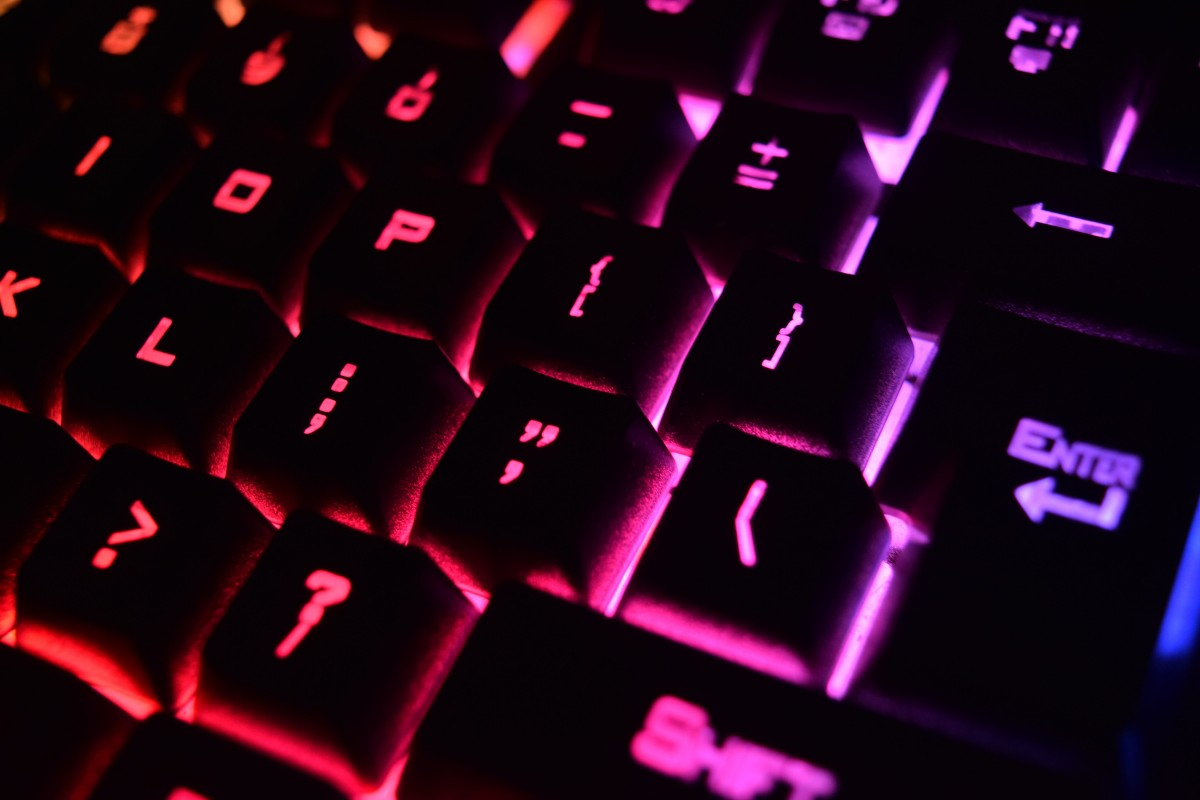 _ -
+ =
←
I
O
P
{ [
} ]
K
L
: ;
" '
ENTER
> .
? /
SHIFT